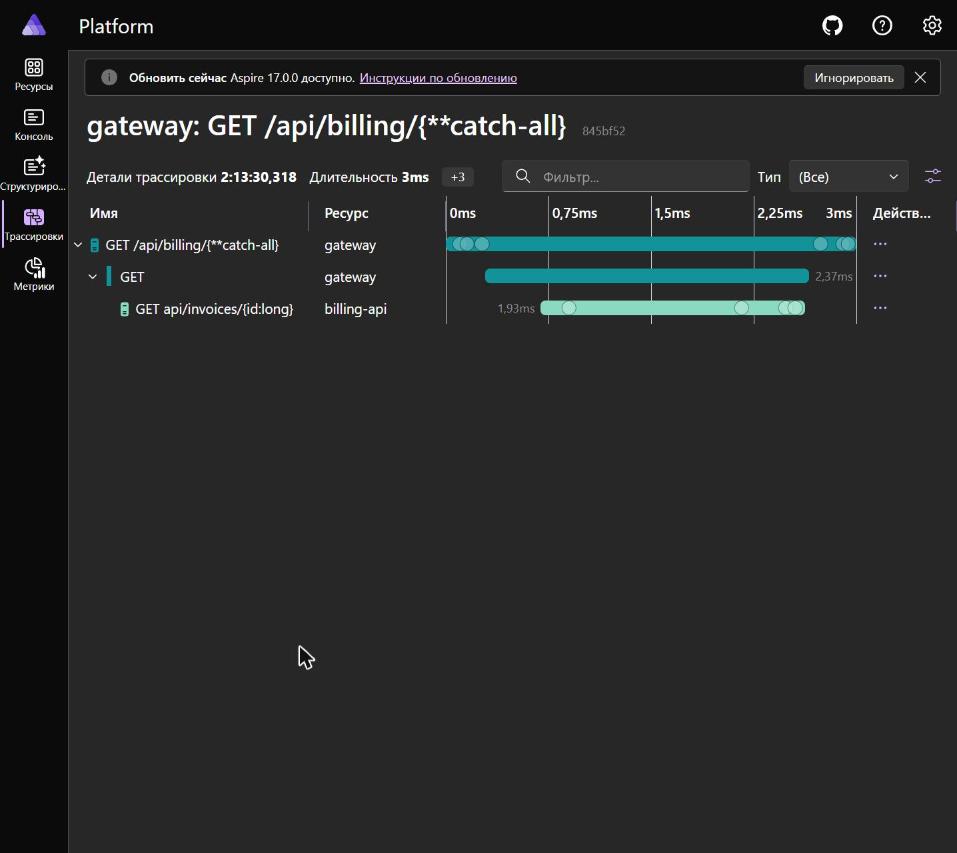 Platform
Обновить сейчас Aspire 17.0.0 доступно. Инструкции по обновлению Игнорировать
Ресурсы
Консоль
Структуриро...
Трассировки
Метрики
gateway: GET /api/billing/{**catch-all} 845bf52
Детали трассировки 2:13:30,318 Длительность 3ms +3 Фильтр... Тип (Все)
Имя Ресурс 0ms 0,75ms 1,5ms 2,25ms 3ms Действ...
GET /api/billing/{**catch-all} gateway ...
GET gateway 2,37ms ...
GET api/invoices/{id:long} billing-api 1,93ms ...